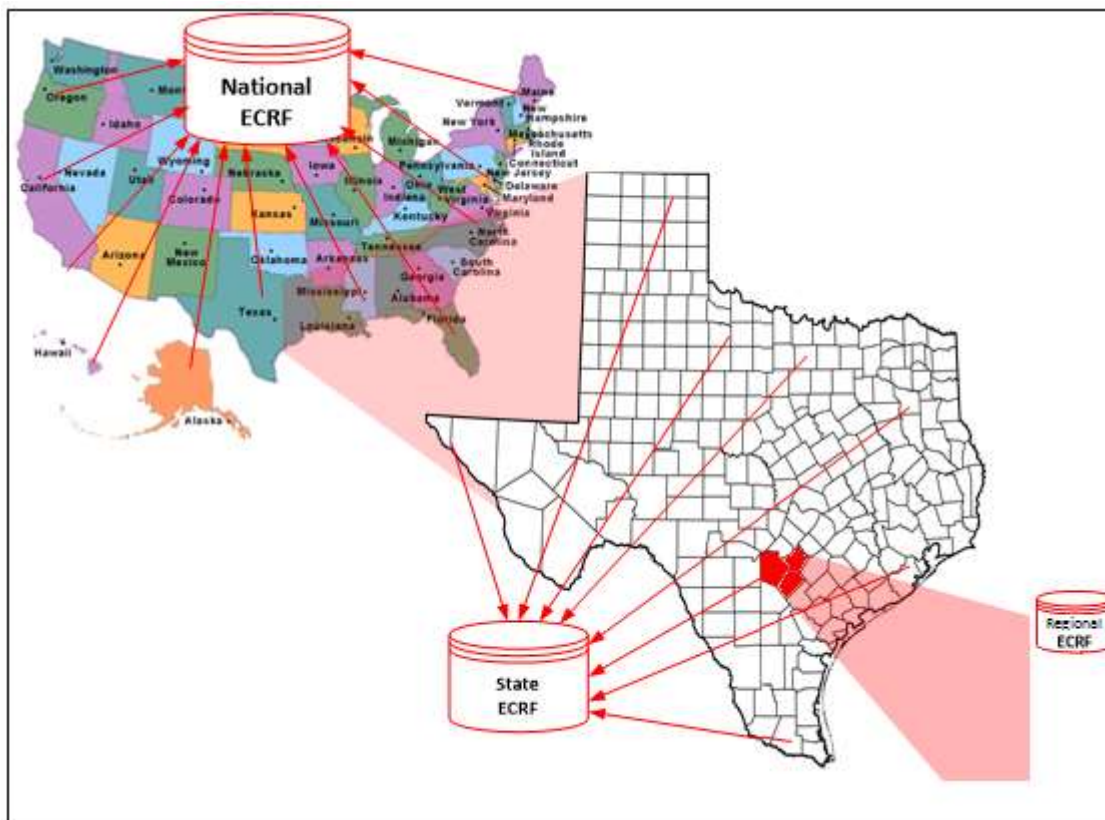 National
ECRF
Washington
Oregon
Mon
Idaho
Wyoming
Nevada
Utah
California
Colorado
Nebraska
Iowa
Kansas
Missouri
Illinois
Indiana
Ohio
Michigan
Maine
Vermont
New
Hampshire
New York
Massachusetts
Rhode
Island
Connecticut
Pennsylvania
New Jersey
Delaware
Maryland
West
Virginia
Virginia
Kentucky
North
Carolina
Tennessee
South
Carolina
Arizona
New
Mexico
Oklahoma
Arkansas
Mississippi
Georgia
Alabama
Texas
Louisiana
Florida
Hawaii
Alaska
State
ECRF
Regional
ECRF